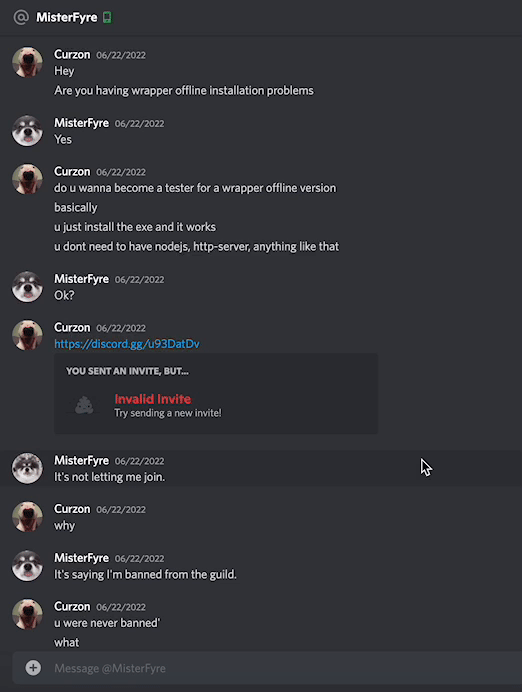 @ MisterFyre
Curzon 06/22/2022
Hey
Are you having wrapper offline installation problems
MisterFyre 06/22/2022
Yes
Curzon 06/22/2022
do u wanna become a tester for a wrapper offline version
basically
u just install the exe and it works
u dont need to have nodejs, http-server, anything like that
MisterFyre 06/22/2022
Ok?
Curzon 06/22/2022
https://discord.gg/u93DatDv
YOU SENT AN INVITE, BUT...
Invalid Invite
Try sending a new invite!
MisterFyre 06/22/2022
It's not letting me join.
Curzon 06/22/2022
why
MisterFyre 06/22/2022
It's saying I'm banned from the guild.
Curzon 06/22/2022
u were never banned'
what
Message @MisterFyre